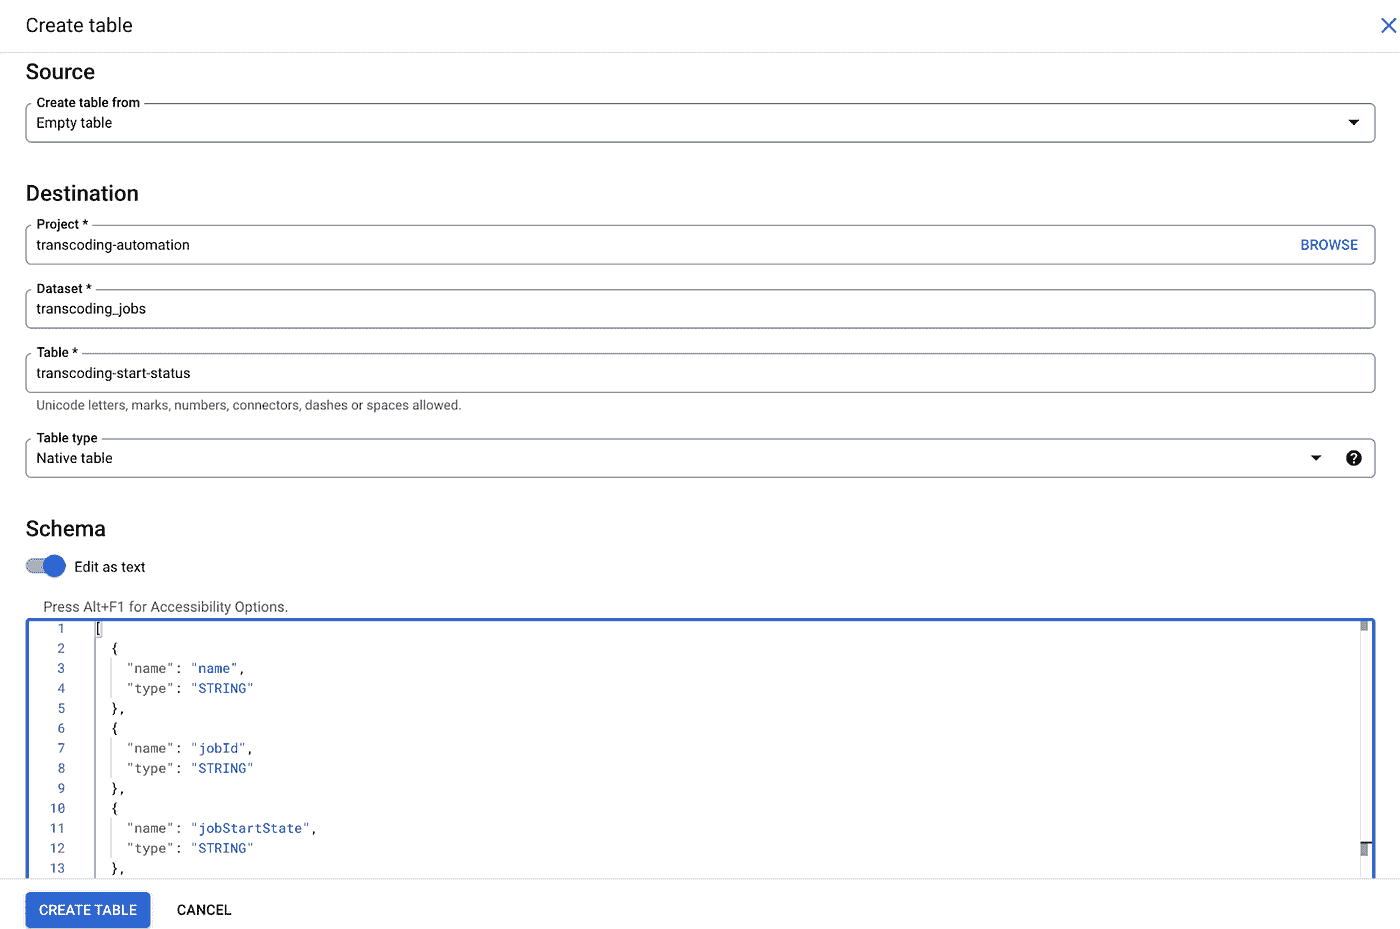 Create table
Source
Create table from
Empty table
Destination
Project *
transcoding-automation
BROWSE
Dataset *
transcoding_jobs
Table *
transcoding-start-status
Unicode letters, marks, numbers, connectors, dashes or spaces allowed.
Table type
Native table
?
Schema
Edit as text
Press Alt+F1 for Accessibility Options.
1 [
2 {
3 "name": "name",
4 "type": "STRING"
5 },
6 {
7 "name": "jobId",
8 "type": "STRING"
9 },
10 {
11 "name": "jobStartState",
12 "type": "STRING"
13 },
CREATE TABLE CANCEL